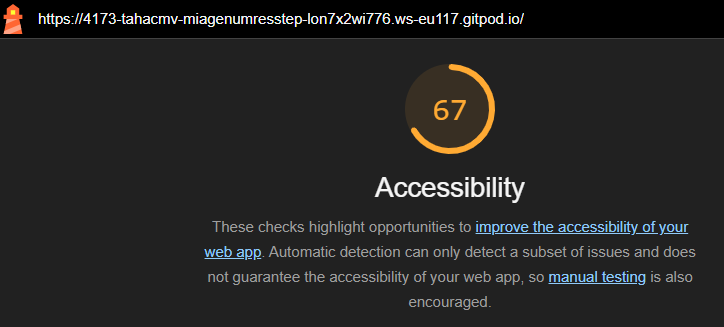 https://4173-tahacmv-miagenumresstep-lon7x2wi776.ws-eu117.gitpod.io/
67
Accessibility
These checks highlight opportunities to improve the accessibility of your
web app. Automatic detection can only detect a subset of issues and does
not guarantee the accessibility of your web app, so manual testing is also
encouraged.